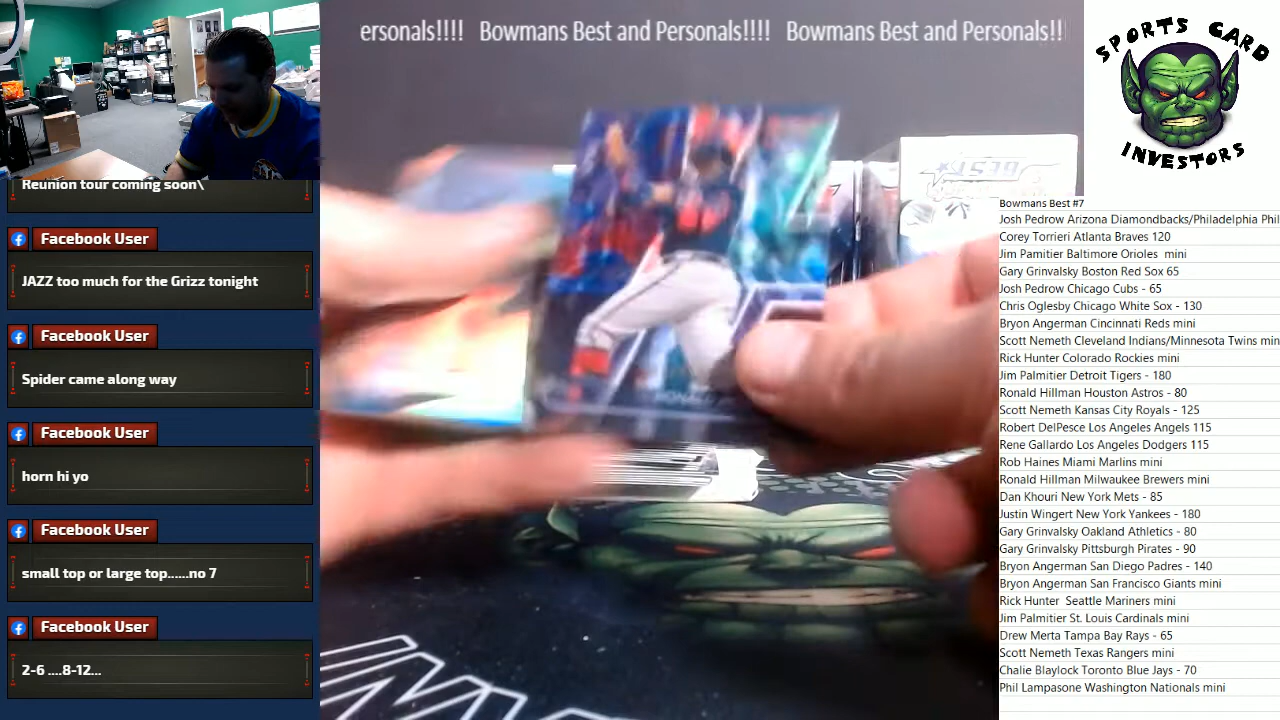 ersonals!!!! Bowmans Best and Personals!!!! Bowmans Best and Personals!!
SPORTS CARD
INVESTORS
Reunion tour coming soon\
Facebook User
JAZZ too much for the Grizz tonight
Facebook User
Spider came along way
Facebook User
horn hi yo
Facebook User
small top or large top......no 7
Facebook User
2-6 ....8-12...
Bowmans Best #7
Josh Pedrow Arizona Diamondbacks/Philadelphia Phil
Corey Torrieri Atlanta Braves 120
Jim Pamitier Baltimore Orioles mini
Gary Grinvalsky Boston Red Sox 65
Josh Pedrow Chicago Cubs - 65
Chris Oglesby Chicago White Sox - 130
Bryon Angerman Cincinnati Reds mini
Scott Nemeth Cleveland Indians/Minnesota Twins min
Rick Hunter Colorado Rockies mini
Jim Palmitier Detroit Tigers - 180
Ronald Hillman Houston Astros - 80
Scott Nemeth Kansas City Royals - 125
Robert DelPesce Los Angeles Angels 115
Rene Gallardo Los Angeles Dodgers 115
Rob Haines Miami Marlins mini
Ronald Hillman Milwaukee Brewers mini
Dan Khouri New York Mets - 85
Justin Wingert New York Yankees - 180
Gary Grinvalsky Oakland Athletics - 80
Gary Grinvalsky Pittsburgh Pirates - 90
Bryon Angerman San Diego Padres - 140
Bryon Angerman San Francisco Giants mini
Rick Hunter Seattle Mariners mini
Jim Palmitier St. Louis Cardinals mini
Drew Merta Tampa Bay Rays - 65
Scott Nemeth Texas Rangers mini
Chalie Blaylock Toronto Blue Jays - 70
Phil Lampasone Washington Nationals mini